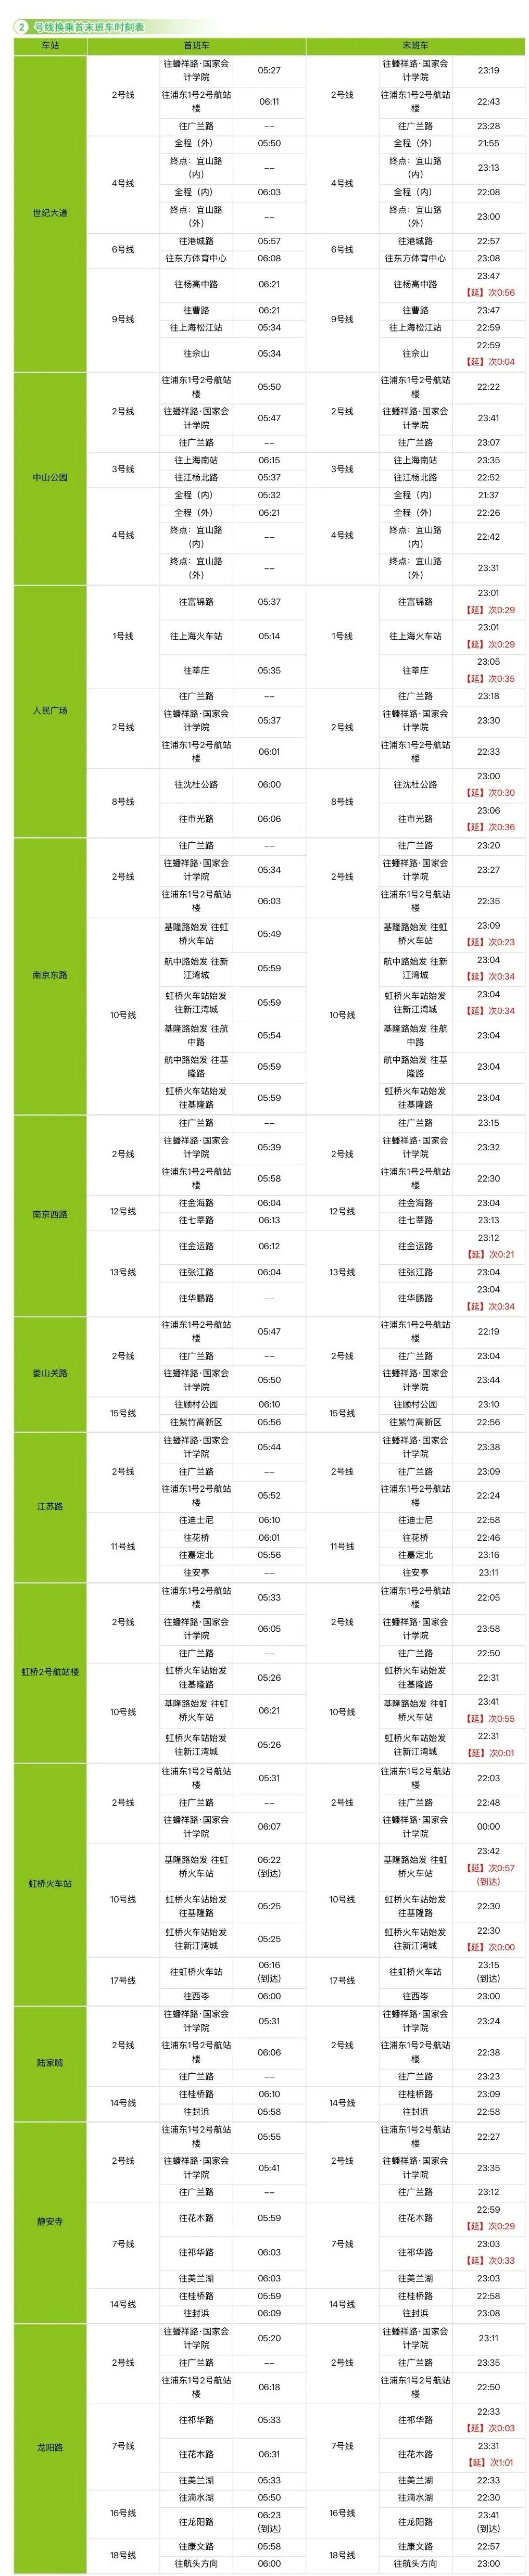 2 号线换乘首末班车时刻表
车站 首班车 末班车
世纪大道
2号线 往蟠祥路·国家会计学院 05:27 2号线 往蟠祥路·国家会计学院 23:19
往浦东1号2号航站楼 06:11 往浦东1号2号航站楼 22:43
往广兰路 -- 往广兰路 23:28
4号线 全程（外） 05:50 4号线 全程（外） 21:55
终点：宜山路（内） -- 终点：宜山路（内） 23:13
全程（内） 06:03 全程（内） 22:08
终点：宜山路（外） -- 终点：宜山路（外） 23:00
6号线 往港城路 05:57 6号线 往港城路 22:57
往东方体育中心 06:08 往东方体育中心 23:08
9号线 往杨高中路 06:21 9号线 往杨高中路 23:47【延】次0:56
往曹路 06:21 往曹路 23:47
往上海松江站 05:34 往上海松江站 22:59
往佘山 05:34 往佘山 22:59【延】次0:04
中山公园
2号线 往浦东1号2号航站楼 05:50 2号线 往浦东1号2号航站楼 22:22
往蟠祥路·国家会计学院 05:47 往蟠祥路·国家会计学院 23:41
往广兰路 -- 往广兰路 23:07
3号线 往上海南站 06:15 3号线 往上海南站 23:35
往江杨北路 05:37 往江杨北路 22:52
4号线 全程（内） 05:32 4号线 全程（内） 21:37
全程（外） 06:21 全程（外） 22:26
终点：宜山路（内） -- 终点：宜山路（内） 22:42
终点：宜山路（外） -- 终点：宜山路（外） 23:31
人民广场
1号线 往富锦路 05:37 1号线 往富锦路 23:01【延】次0:29
往上海火车站 05:14 往上海火车站 23:01【延】次0:29
往莘庄 05:35 往莘庄 23:05【延】次0:35
2号线 往广兰路 -- 2号线 往广兰路 23:18
往蟠祥路·国家会计学院 05:37 往蟠祥路·国家会计学院 23:30
往浦东1号2号航站楼 06:01 往浦东1号2号航站楼 22:33
8号线 往沈杜公路 06:00 8号线 往沈杜公路 23:00【延】次0:30
往市光路 06:06 往市光路 23:06【延】次0:36
南京东路
2号线 往广兰路 -- 2号线 往广兰路 23:20
往蟠祥路·国家会计学院 05:34 往蟠祥路·国家会计学院 23:27
往浦东1号2号航站楼 06:03 往浦东1号2号航站楼 22:35
10号线 基隆路始发 往虹桥火车站 05:49 10号线 基隆路始发 往虹桥火车站 23:09【延】次0:23
航中路始发 往新江湾城 05:59 航中路始发 往新江湾城 23:04【延】次0:34
虹桥火车站始发 往新江湾城 05:59 虹桥火车站始发 往新江湾城 23:04【延】次0:34
基隆路始发 往航中路 05:54 基隆路始发 往航中路 23:04
航中路始发 往基隆路 05:59 航中路始发 往基隆路 23:04
虹桥火车站始发 往基隆路 05:59 虹桥火车站始发 往基隆路 23:04
南京西路
2号线 往广兰路 -- 2号线 往广兰路 23:15
往蟠祥路·国家会计学院 05:39 往蟠祥路·国家会计学院 23:32
往浦东1号2号航站楼 05:58 往浦东1号2号航站楼 22:30
12号线 往金海路 06:04 12号线 往金海路 23:04
往七莘路 06:13 往七莘路 23:13
13号线 往金运路 06:12 13号线 往金运路 23:12【延】次0:21
往张江路 06:04 往张江路 23:04
往华鹏路 -- 往华鹏路 23:04【延】次0:34
娄山关路
2号线 往浦东1号2号航站楼 05:47 2号线 往浦东1号2号航站楼 22:19
往广兰路 -- 往广兰路 23:04
往蟠祥路·国家会计学院 05:50 往蟠祥路·国家会计学院 23:44
15号线 往顾村公园 06:10 15号线 往顾村公园 23:10
往紫竹高新区 05:56 往紫竹高新区 22:56
江苏路
2号线 往蟠祥路·国家会计学院 05:44 2号线 往蟠祥路·国家会计学院 23:38
往广兰路 -- 往广兰路 23:09
往浦东1号2号航站楼 05:52 往浦东1号2号航站楼 22:24
11号线 往迪士尼 06:10 11号线 往迪士尼 22:58
往花桥 06:01 往花桥 22:46
往嘉定北 05:56 往嘉定北 23:16
往安亭 -- 往安亭 23:11
虹桥2号航站楼
2号线 往浦东1号2号航站楼 05:33 2号线 往浦东1号2号航站楼 22:05
往蟠祥路·国家会计学院 06:05 往蟠祥路·国家会计学院 23:58
往广兰路 -- 往广兰路 22:50
10号线 虹桥火车站始发 往基隆路 05:26 10号线 虹桥火车站始发 往基隆路 22:31
基隆路始发 往虹桥火车站 06:21 基隆路始发 往虹桥火车站 23:41【延】次0:55
虹桥火车站始发 往新江湾城 05:26 虹桥火车站始发 往新江湾城 22:31【延】次0:01
虹桥火车站
2号线 往浦东1号2号航站楼 05:31 2号线 往浦东1号2号航站楼 22:03
往广兰路 -- 往广兰路 22:48
往蟠祥路·国家会计学院 06:07 往蟠祥路·国家会计学院 00:00
10号线 基隆路始发 往虹桥火车站 06:22（到达） 10号线 基隆路始发 往虹桥火车站 23:42【延】次0:57（到达）
虹桥火车站始发 往基隆路 05:25 虹桥火车站始发 往基隆路 22:30
虹桥火车站始发 往新江湾城 05:25 虹桥火车站始发 往新江湾城 22:30【延】次0:00
17号线 往虹桥火车站 06:16（到达） 17号线 往虹桥火车站 23:15（到达）
往西岑 06:00 往西岑 23:00
陆家嘴
2号线 往蟠祥路·国家会计学院 05:31 2号线 往蟠祥路·国家会计学院 23:24
往浦东1号2号航站楼 06:06 往浦东1号2号航站楼 22:38
往广兰路 -- 往广兰路 23:23
14号线 往桂桥路 06:10 14号线 往桂桥路 23:09
往封浜 05:58 往封浜 22:58
静安寺
2号线 往浦东1号2号航站楼 05:55 2号线 往浦东1号2号航站楼 22:27
往蟠祥路·国家会计学院 05:41 往蟠祥路·国家会计学院 23:35
往广兰路 -- 往广兰路 23:12
7号线 往花木路 05:59 7号线 往花木路 22:59【延】次0:29
往祁华路 06:03 往祁华路 23:03【延】次0:33
往美兰湖 06:03 往美兰湖 23:03
14号线 往桂桥路 05:59 14号线 往桂桥路 22:58
往封浜 06:09 往封浜 23:08
龙阳路
2号线 往蟠祥路·国家会计学院 05:20 2号线 往蟠祥路·国家会计学院 23:11
往广兰路 -- 往广兰路 23:35
往浦东1号2号航站楼 06:18 往浦东1号2号航站楼 22:50
7号线 往祁华路 05:33 7号线 往祁华路 22:33【延】次0:03
往花木路 06:31 往花木路 23:31【延】次1:01
往美兰湖 05:33 往美兰湖 22:33
16号线 往滴水湖 05:50 16号线 往滴水湖 22:30
往龙阳路 06:23（到达） 往龙阳路 23:41（到达）
18号线 往康文路 05:58 18号线 往康文路 22:57
往航头方向 06:00 往航头方向 23:00